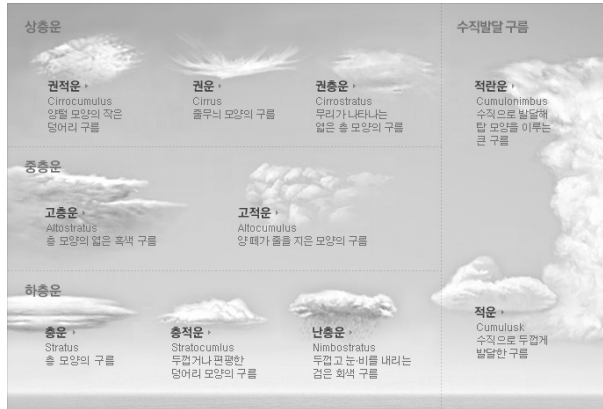 상층운
권적운
Cirrocumulus
양털 모양의 작은
덩어리 구름
권운
Cirrus
줄무늬 모양의 구름
권층운
Cirrostratus
무리가 나타나는
엷은 층 모양의 구름
중층운
고층운
Altostratus
층 모양의 엷은 흑색 구름
고적운
Altocumulus
양 떼가 줄을 지은 모양의 구름
하층운
층운
Stratus
층 모양의 구름
층적운
Stratocumlus
두껍거나 편평한
덩어리 모양의 구름
난층운
Nimbostratus
두껍고 눈·비를 내리는
검은 회색 구름
수직발달 구름
적란운
Cumulonimbus
수직으로 발달해
탑 모양을 이루는
큰 구름
적운
Cumulusk
수직으로 두껍게
발달한 구름